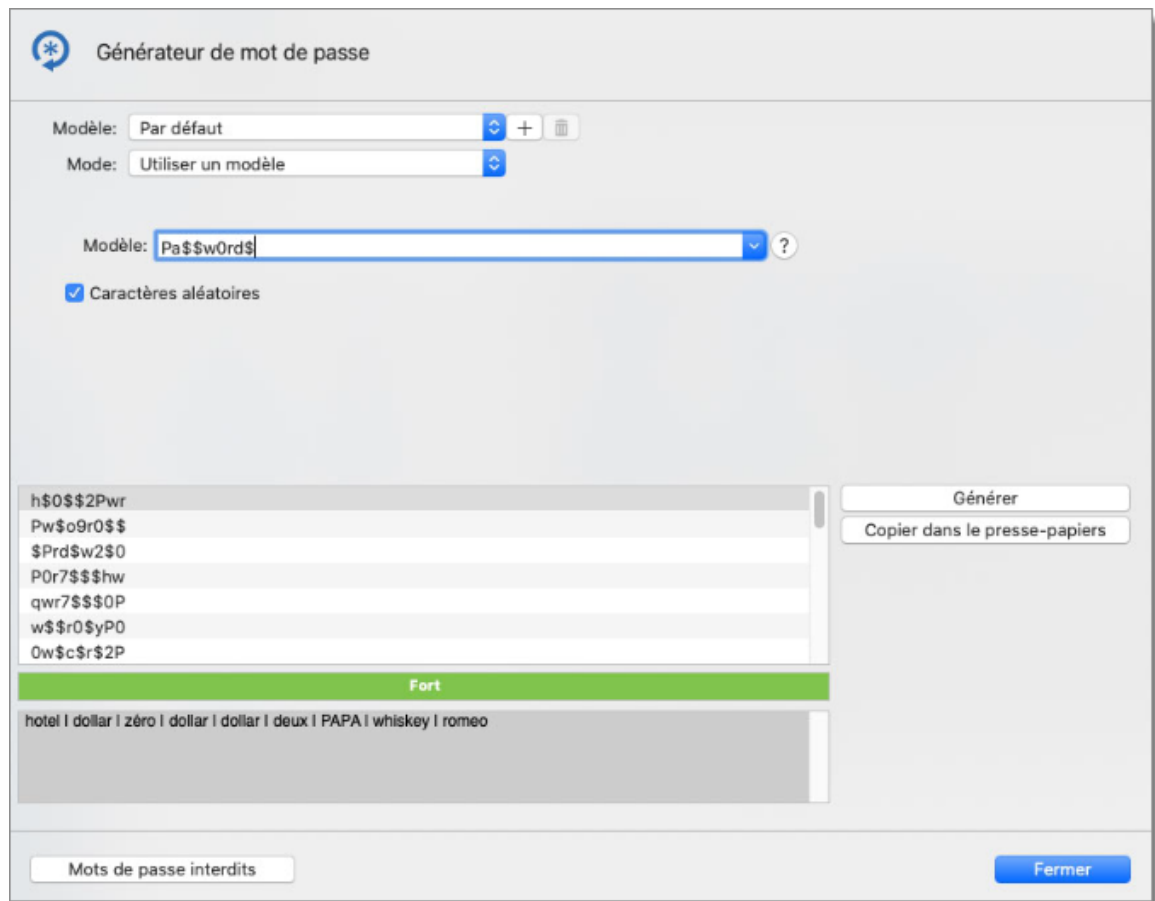 Générateur de mot de passe
Modèle: Par défaut +
Mode: Utiliser un modèle
Modèle: Pa$$w0rd$ ?
Caractères aléatoires
h$0$$2Pwr
Générer
Pw$o9r0$$
Copier dans le presse-papiers
$Prd$w2$0
P0r7$$$hw
qwr7$$$0P
w$$r0$yP0
0w$c$r$2P
Fort
hotel | dollar | zéro | dollar | dollar | deux | PAPA | whiskey | romeo
Mots de passe interdits
Fermer